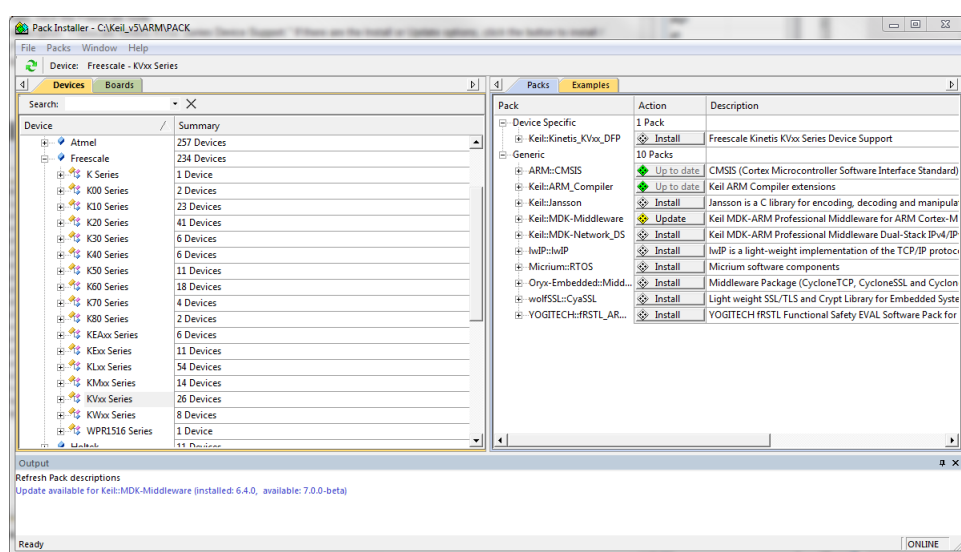 Pack Installer - C:\Keil_v5\ARM\PACK
File Packs Window Help
Device: Freescale - KVxx Series
Devices Boards
Search:
Device / Summary
Atmel 257 Devices
Freescale 234 Devices
K Series 1 Device
K00 Series 2 Devices
K10 Series 23 Devices
K20 Series 41 Devices
K30 Series 6 Devices
K40 Series 6 Devices
K50 Series 11 Devices
K60 Series 18 Devices
K70 Series 4 Devices
K80 Series 2 Devices
KEAxx Series 6 Devices
KExx Series 11 Devices
KLxx Series 54 Devices
KMxx Series 14 Devices
KVxx Series 26 Devices
KWxx Series 8 Devices
WPR1516 Series 1 Device
Holtek 11 Devices
Packs Examples
Pack Action Description
Device Specific 1 Pack
Keil::Kinetis_KVxx_DFP Install Freescale Kinetis KVxx Series Device Support
Generic 10 Packs
ARM::CMSIS Up to date CMSIS (Cortex Microcontroller Software Interface Standard)
Keil::ARM_Compiler Up to date Keil ARM Compiler extensions
Keil::Jansson Install Jansson is a C library for encoding, decoding and manipula
Keil::MDK-Middleware Update Keil MDK-ARM Professional Middleware for ARM Cortex-M
Keil::MDK-Network_DS Install Keil MDK-ARM Professional Middleware Dual-Stack IPv4/IP
lwIP::lwIP Install lwIP is a light-weight implementation of the TCP/IP protoc
Micrium::RTOS Install Micrium software components
Oryx-Embedded::Midd... Install Middleware Package (CycloneTCP, CycloneSSL and Cyclon
wolfSSL::CyaSSL Install Light weight SSL/TLS and Crypt Library for Embedded Syste
YOGITECH::fRSTL_AR... Install YOGITECH fRSTL Functional Safety EVAL Software Pack for
Output
Refresh Pack descriptions
Update available for Keil::MDK-Middleware (installed: 6.4.0, available: 7.0.0-beta)
Ready ONLINE